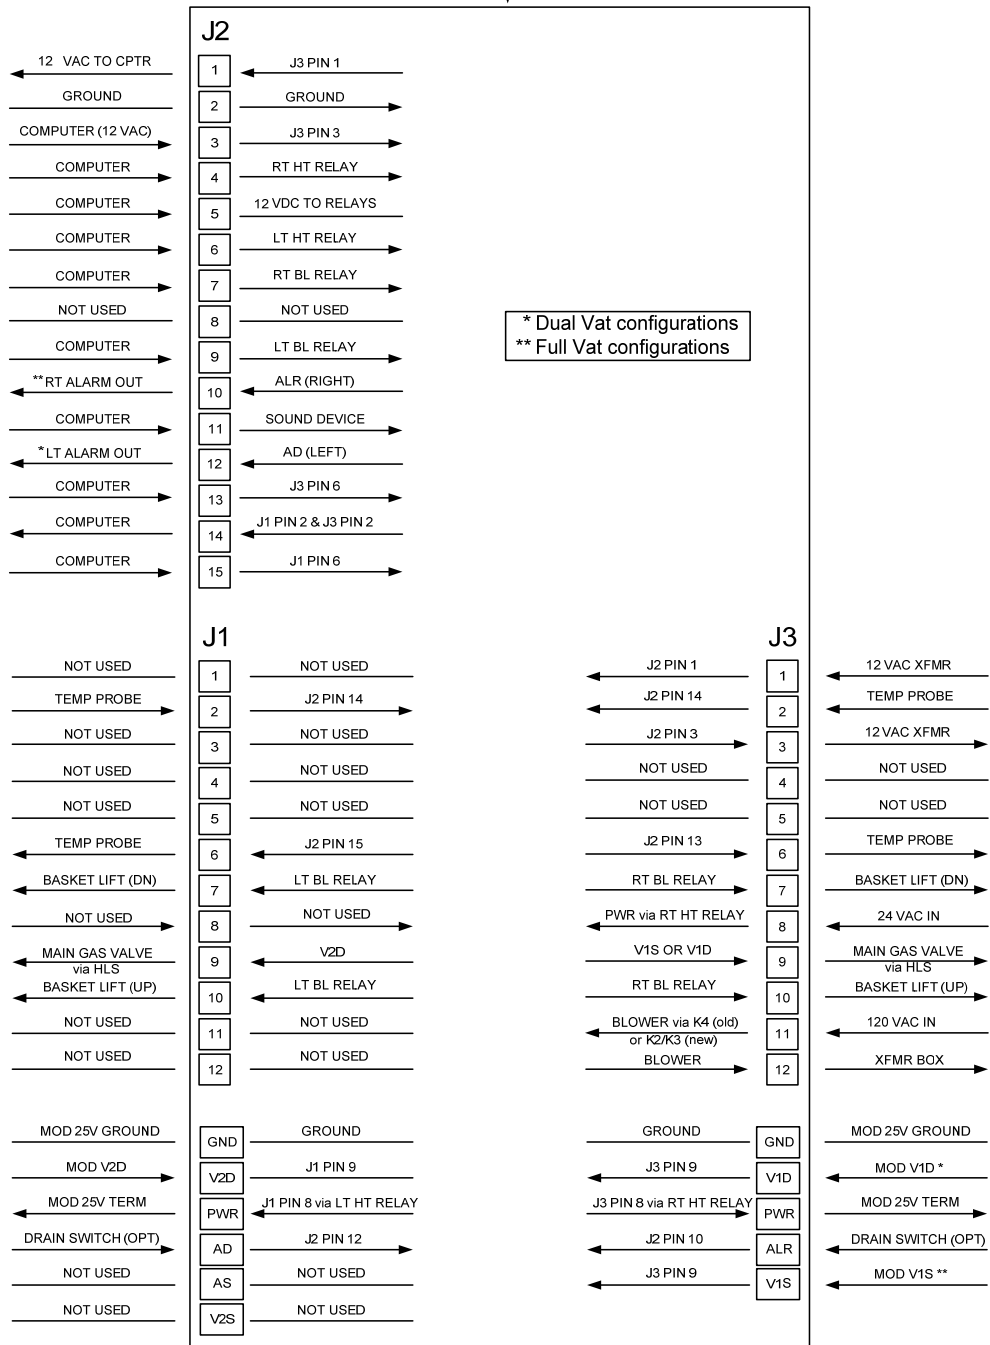 J2
12 VAC TO CPTR 1 J3 PIN 1
GROUND 2 GROUND
COMPUTER (12 VAC) 3 J3 PIN 3
COMPUTER 4 RT HT RELAY
COMPUTER 5 12 VDC TO RELAYS
COMPUTER 6 LT HT RELAY
COMPUTER 7 RT BL RELAY
NOT USED 8 NOT USED
COMPUTER 9 LT BL RELAY
**RT ALARM OUT 10 ALR (RIGHT)
COMPUTER 11 SOUND DEVICE
*LT ALARM OUT 12 AD (LEFT)
COMPUTER 13 J3 PIN 6
COMPUTER 14 J1 PIN 2 & J3 PIN 2
COMPUTER 15 J1 PIN 6
* Dual Vat configurations
** Full Vat configurations
J1
NOT USED 1 NOT USED
TEMP PROBE 2 J2 PIN 14
NOT USED 3 NOT USED
NOT USED 4 NOT USED
NOT USED 5 NOT USED
TEMP PROBE 6 J2 PIN 15
BASKET LIFT (DN) 7 LT BL RELAY
NOT USED 8 NOT USED
MAIN GAS VALVE 9 V2D
via HLS
BASKET LIFT (UP) 10 LT BL RELAY
NOT USED 11 NOT USED
NOT USED 12 NOT USED
MOD 25V GROUND GND GROUND
MOD V2D V2D J1 PIN 9
MOD 25V TERM PWR J1 PIN 8 via LT HT RELAY
DRAIN SWITCH (OPT) AD J2 PIN 12
NOT USED AS NOT USED
NOT USED V2S NOT USED
J3
J2 PIN 1 1 12 VAC XFMR
J2 PIN 14 2 TEMP PROBE
J2 PIN 3 3 12 VAC XFMR
NOT USED 4 NOT USED
NOT USED 5 NOT USED
J2 PIN 13 6 TEMP PROBE
RT BL RELAY 7 BASKET LIFT (DN)
PWR via RT HT RELAY 8 24 VAC IN
V1S OR V1D 9 MAIN GAS VALVE
via HLS
RT BL RELAY 10 BASKET LIFT (UP)
BLOWER via K4 (old) 11 120 VAC IN
or K2/K3 (new)
BLOWER 12 XFMR BOX
GROUND GND MOD 25V GROUND
J3 PIN 9 V1D MOD V1D *
J3 PIN 8 via RT HT RELAY PWR MOD 25V TERM
J2 PIN 10 ALR DRAIN SWITCH (OPT)
J3 PIN 9 V1S MOD V1S **